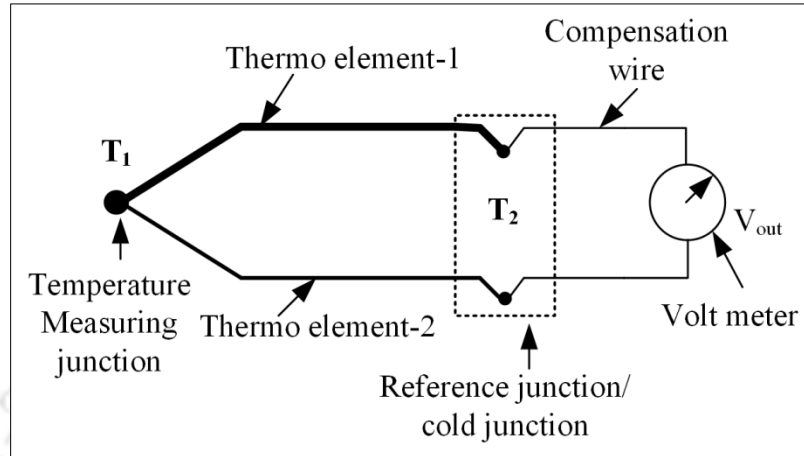 Compensation
wire
Thermo element-1
T₁
T₂
Vout
Temperature
Measuring
junction
Thermo element-2
Volt meter
Reference junction/
cold junction